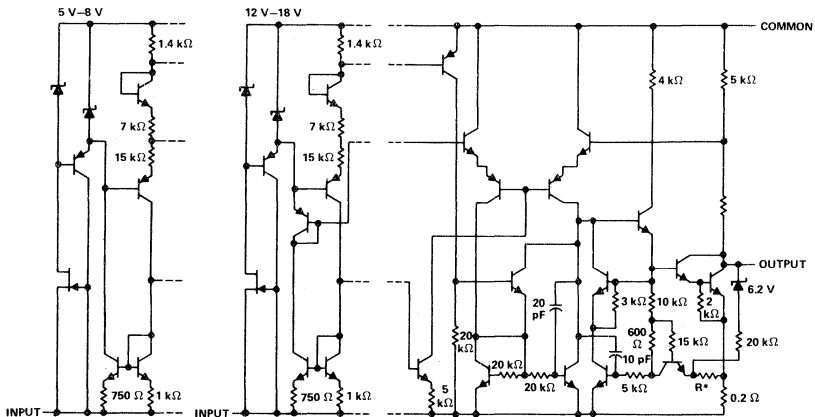 5 V–8 V
1.4 kΩ
7 kΩ
15 kΩ
750 Ω
1 kΩ
INPUT
12 V–18 V
1.4 kΩ
7 kΩ
15 kΩ
750 Ω
1 kΩ
INPUT
COMMON
4 kΩ
5 kΩ
OUTPUT
6.2 V
20 pF
3 kΩ
10 kΩ
2 kΩ
20 kΩ
600 Ω
15 kΩ
20 kΩ
10 pF
20 kΩ
20 kΩ
5 kΩ
R*
5 kΩ
0.2 Ω